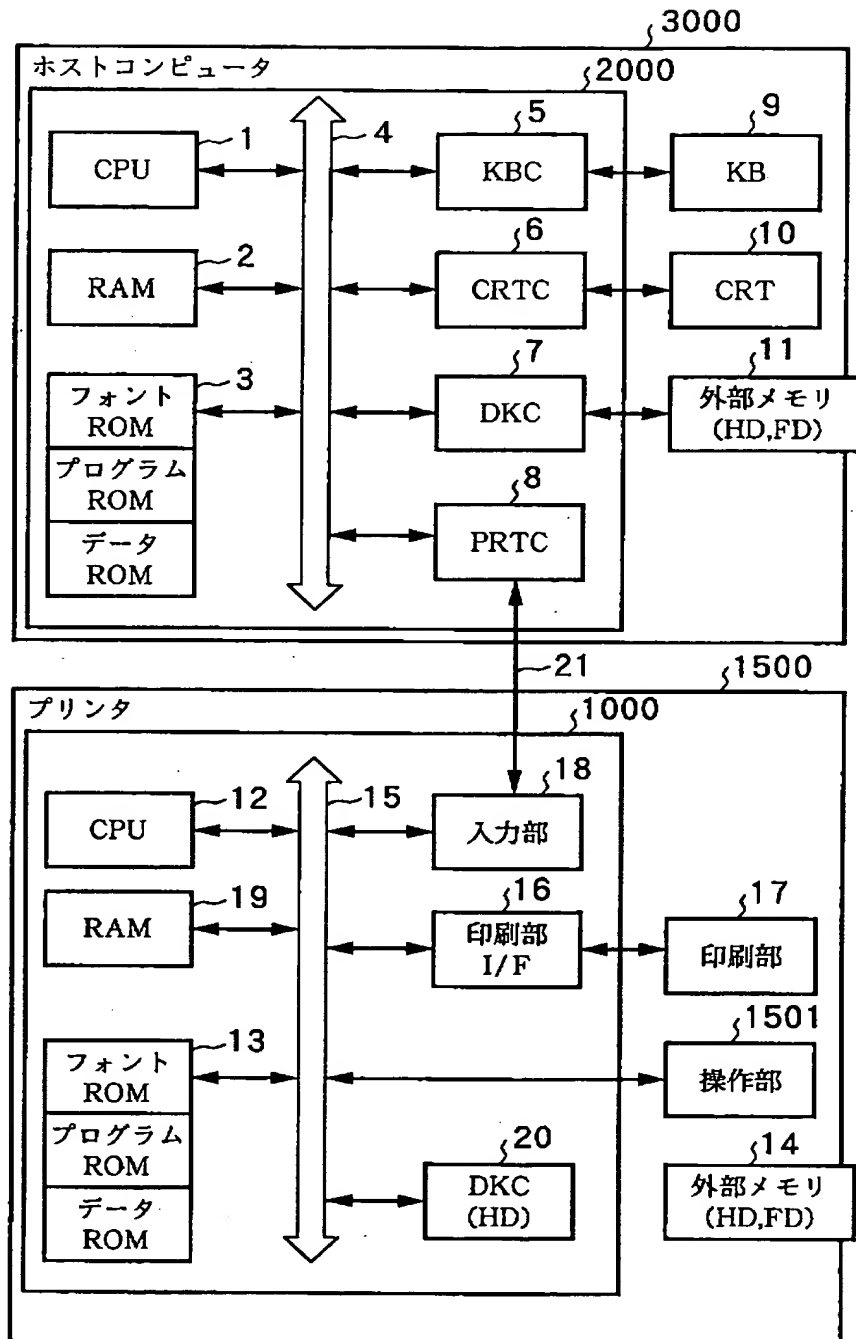 3000
ホストコンピュータ
2000
1
4
5
9
CPU
KBC
KB
2
6
10
RAM
CRTC
CRT
3
7
11
フォント
ROM
DKC
外部メモリ
(HD,FD)
プログラム
ROM
8
データ
ROM
PRTC
21
1500
プリンタ
1000
12
15
18
CPU
入力部
19
16
17
RAM
印刷部
I/F
印刷部
13
1501
フォント
ROM
操作部
プログラム
ROM
20
14
データ
ROM
DKC
(HD)
外部メモリ
(HD,FD)